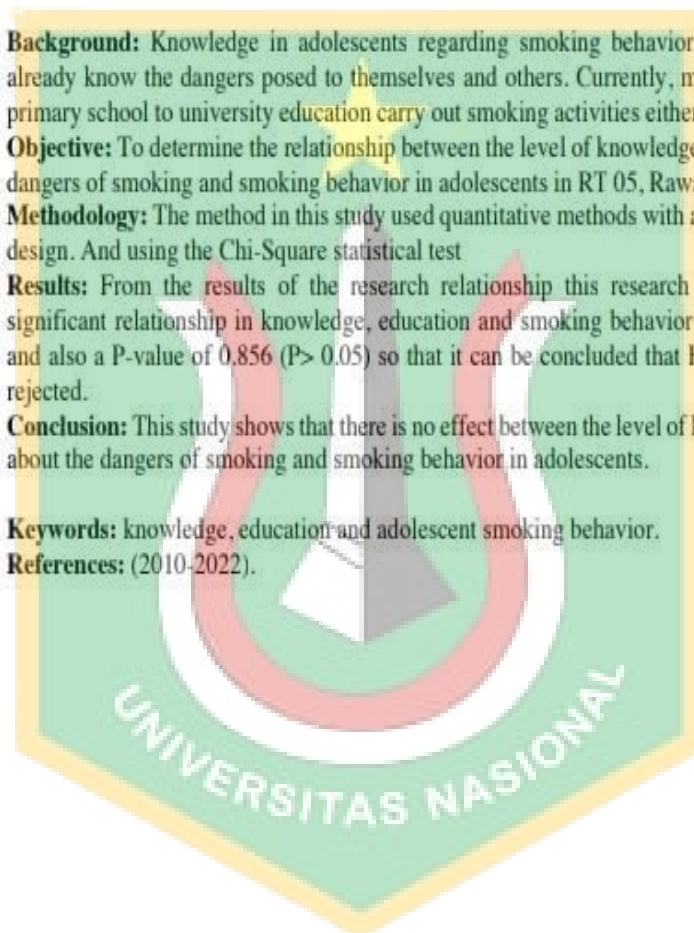 Background: Knowledge in adolescents regarding smoking behavior
already know the dangers posed to themselves and others. Currently,
primary school to university education carry out smoking activities
Objective: To determine the relationship between the level of knowledge
dangers of smoking and smoking behavior in adolescents in RT 05,
Methodology: The method in this study used quantitative methods with
design. And using the Chi-Square statistical test
Results: From the results of the research relationship this research
significant relationship in knowledge, education and smoking behavior
and also a P-value of 0.856 (P> 0.05) so that it can be concluded that
rejected.
Conclusion: This study shows that there is no effect between the level of
about the dangers of smoking and smoking behavior in adolescents.
Keywords: knowledge, education and adolescent smoking behavior.
References: (2010-2022).
UNIVERSITAS NASIONAL